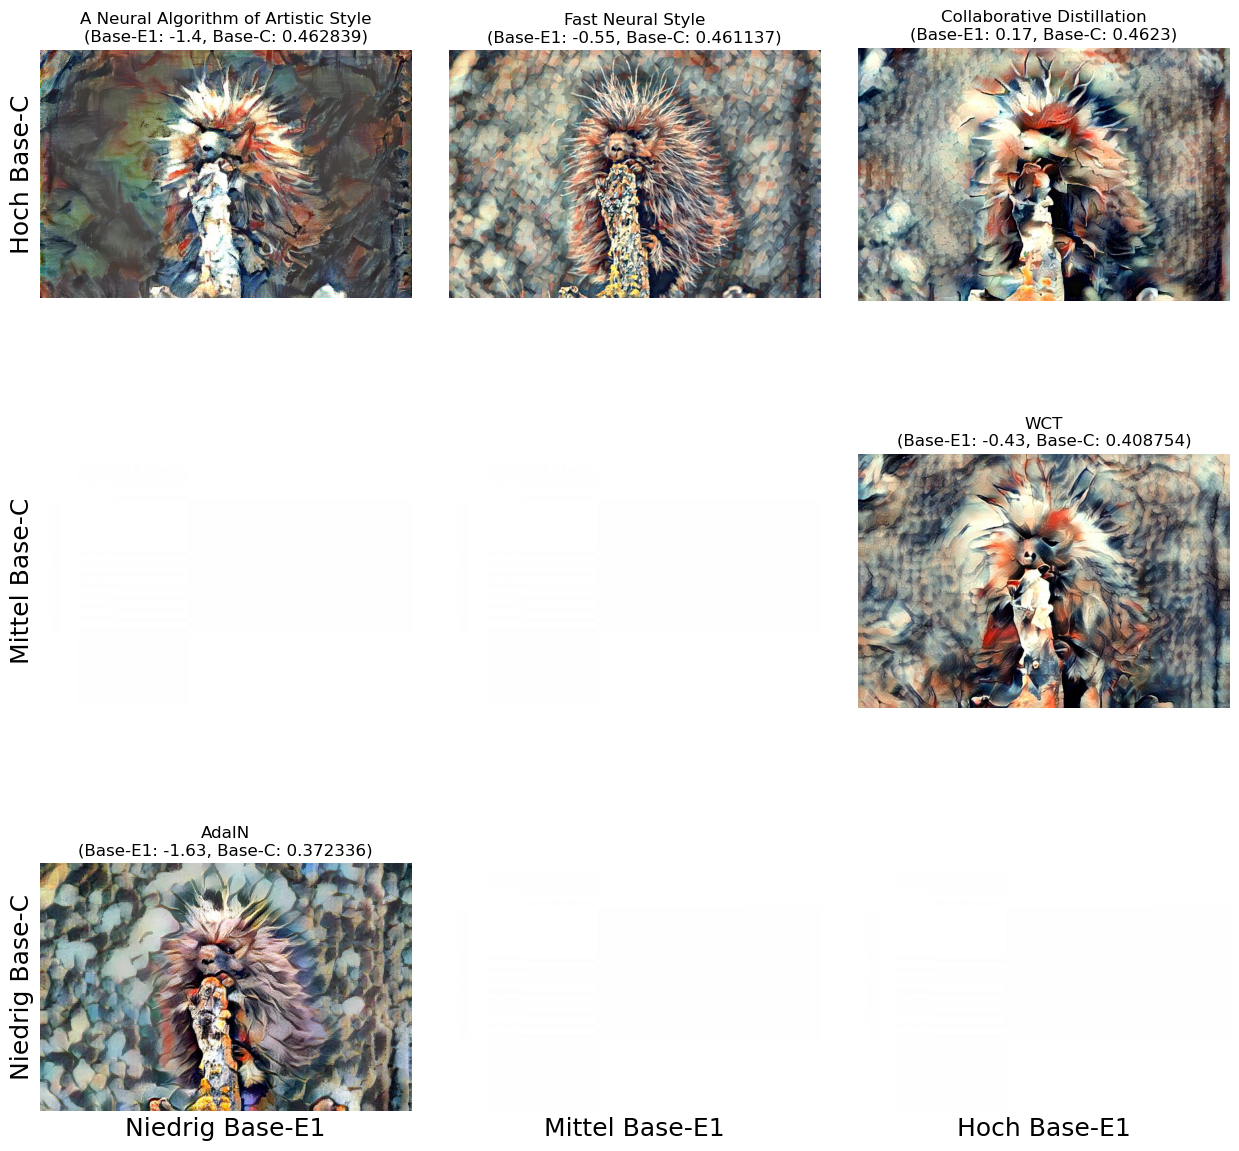 A Neural Algorithm of Artistic Style
(Base-E1: -1.4, Base-C: 0.462839)
Fast Neural Style
(Base-E1: -0.55, Base-C: 0.461137)
Collaborative Distillation
(Base-E1: 0.17, Base-C: 0.4623)
Hoch Base-C
WCT
(Base-E1: -0.43, Base-C: 0.408754)
Mittel Base-C
AdaIN
(Base-E1: -1.63, Base-C: 0.372336)
Niedrig Base-C
Niedrig Base-E1
Mittel Base-E1
Hoch Base-E1